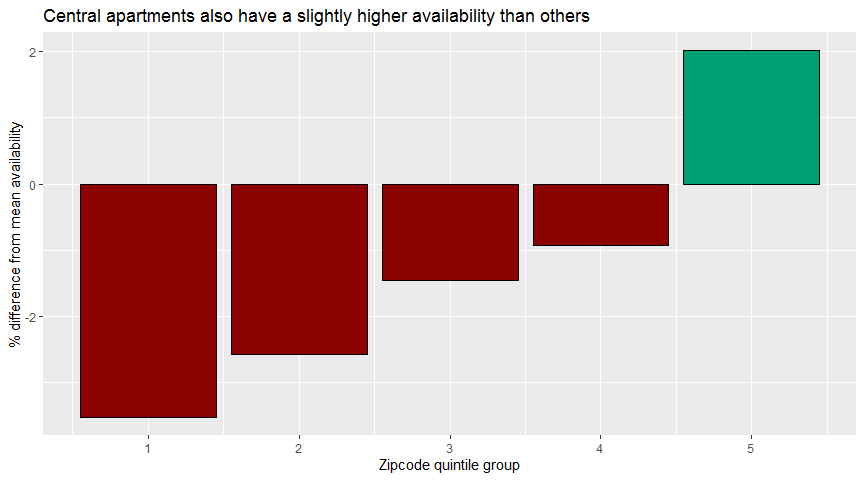 Central apartments also have a slightly higher availability than others
% difference from mean availability
2
0
-2
1
2
3
4
5
Zipcode quintile group